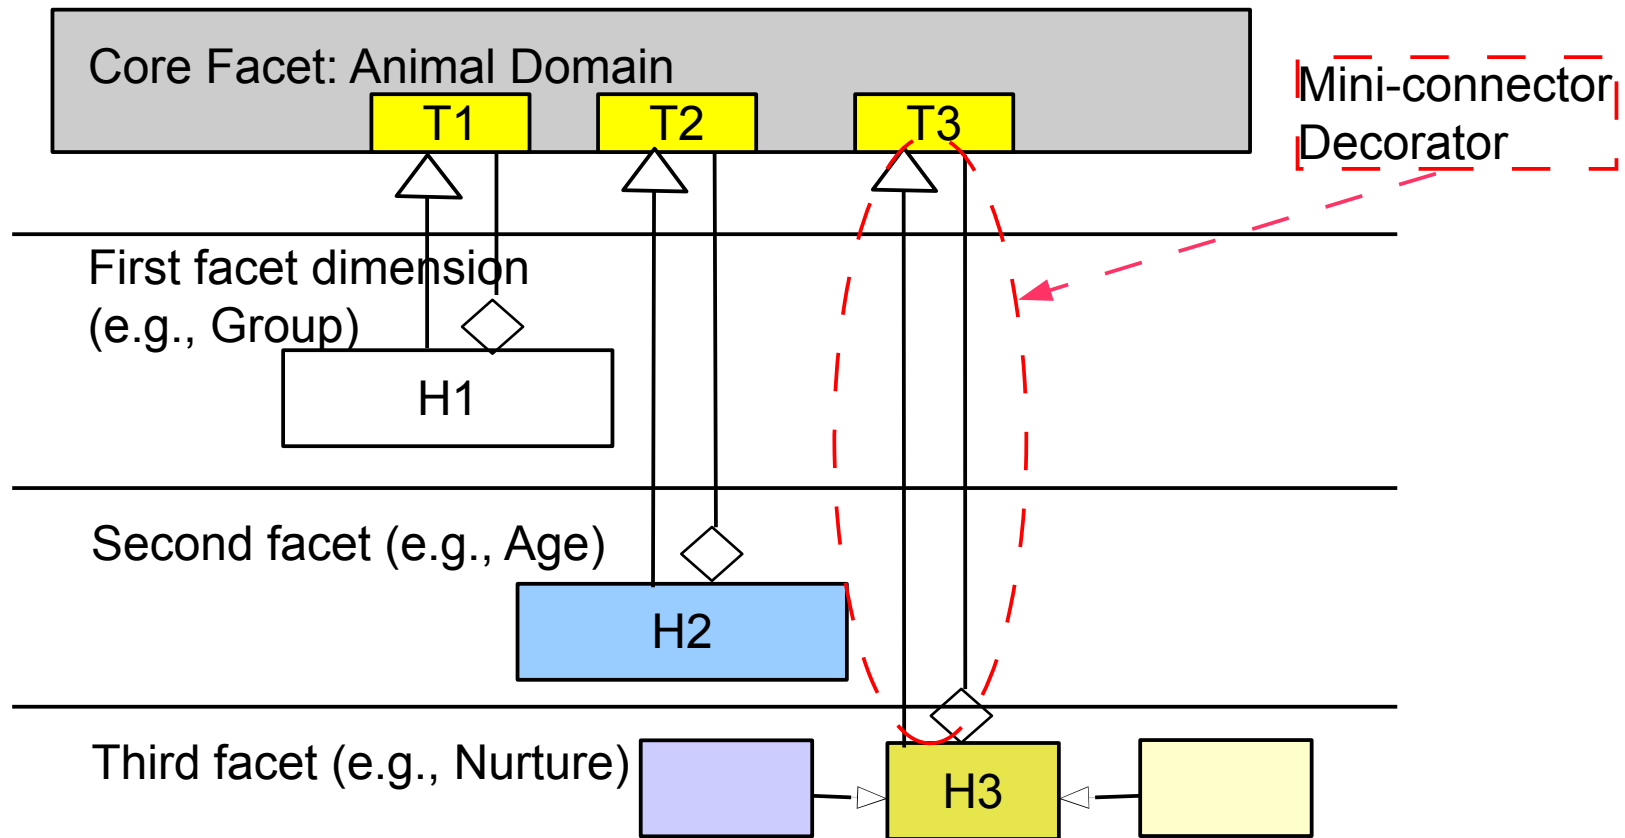 Core Facet: Animal Domain
T1
T2
T3
Mini-connector
Decorator
First facet dimension
(e.g., Group)
H1
Second facet (e.g., Age)
H2
Third facet (e.g., Nurture)
H3